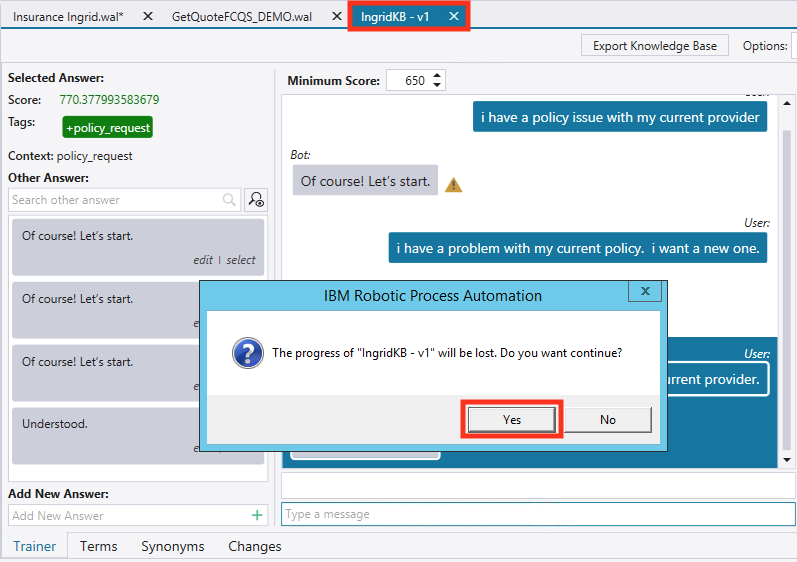 Insurance Ingrid.wal* GetQuoteFCQS_DEMO.wal IngridKB - v1
Export Knowledge Base Options:
Selected Answer:
Score: 770.377993583679
Tags: +policy_request
Context: policy_request
Other Answer:
Search other answer
Of course! Let's start.
edit | select
Of course! Let's start.
Of course! Let's start.
Understood.
Add New Answer:
Add New Answer
Minimum Score: 650
User:
i have a policy issue with my current provider
Bot:
Of course! Let's start.
User:
i have a problem with my current policy. i want a new one.
User:
current provider.
IBM Robotic Process Automation
The progress of "IngridKB - v1" will be lost. Do you want continue?
Yes No
Type a message
Trainer Terms Synonyms Changes